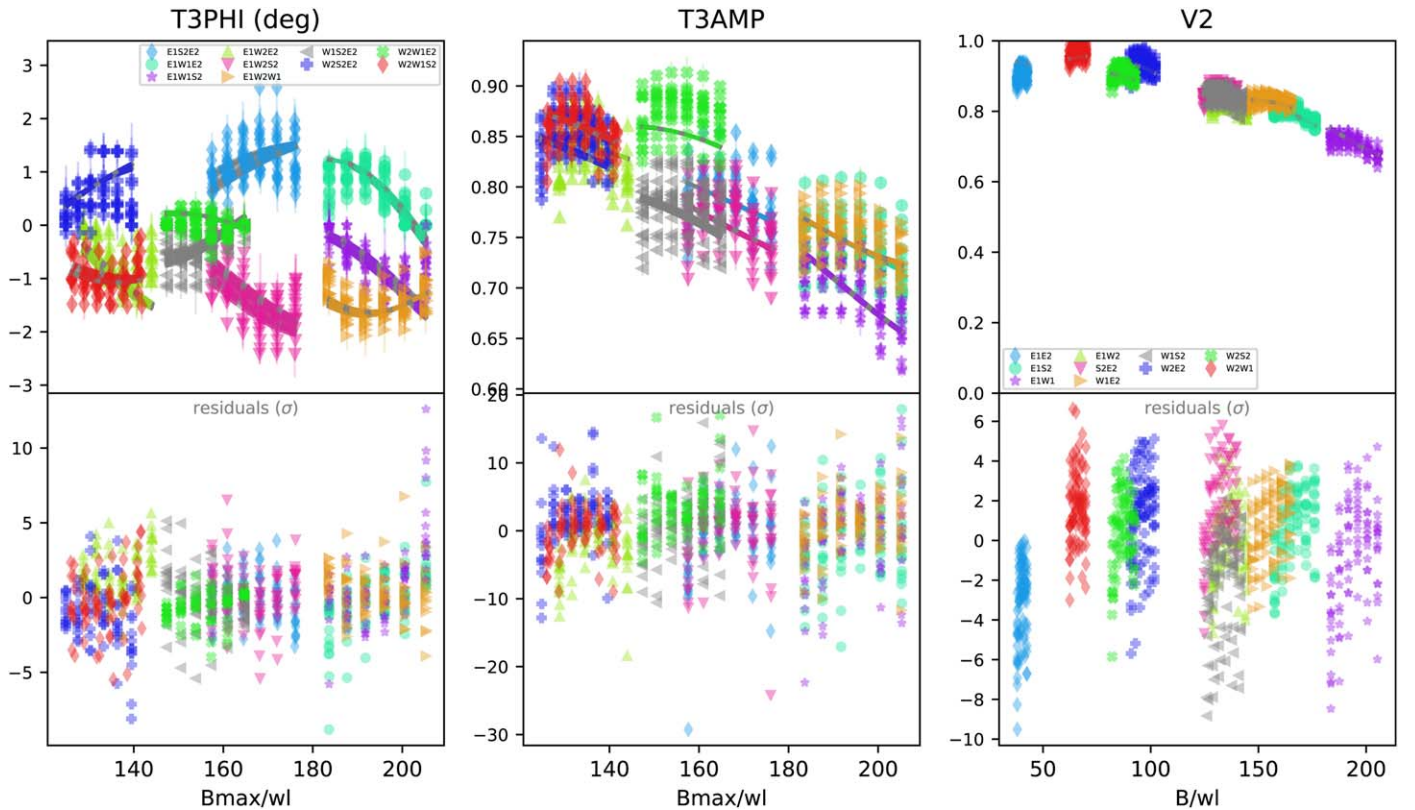 T3PHI (deg)
T3AMP
V2
E1S2E2 E1W2E2 W1S2E2 W2W1E2
E1W1E2 E1W2S2 W2S2E2 W2W1S2
E1W1S2 E1W2W1
3
2
1
0
−1
−2
−3
0.90
0.85
0.80
0.75
0.70
0.65
0.60
1.0
0.8
0.6
0.4
0.2
0.0
E1E2 E1W2 W1S2 W2S2
E1S2 S2E2 W2E2 W2W1
E1W1 W1E2
residuals (σ)
residuals (σ)
residuals (σ)
10
5
0
−5
20
10
0
−10
−20
−30
6
4
2
0
−2
−4
−6
−8
−10
140 160 180 200
140 160 180 200
50 100 150 200
Bmax/wl
Bmax/wl
B/wl